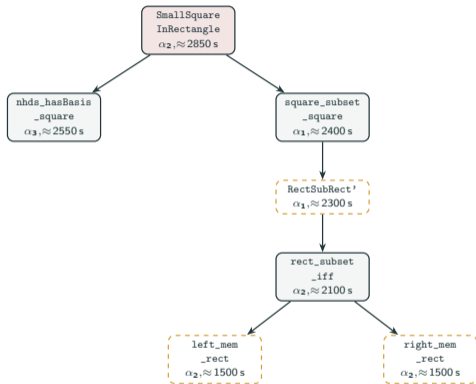 SmallSquare
InRectangle
α₂,≈2850 s
nhds_hasBasis
_square
α₃,≈2550 s
square_subset
_square
α₁,≈2400 s
RectSubRect'
α₁,≈2300 s
rect_subset
_iff
α₂,≈2100 s
left_mem
_rect
α₂,≈1500 s
right_mem
_rect
α₂,≈1500 s